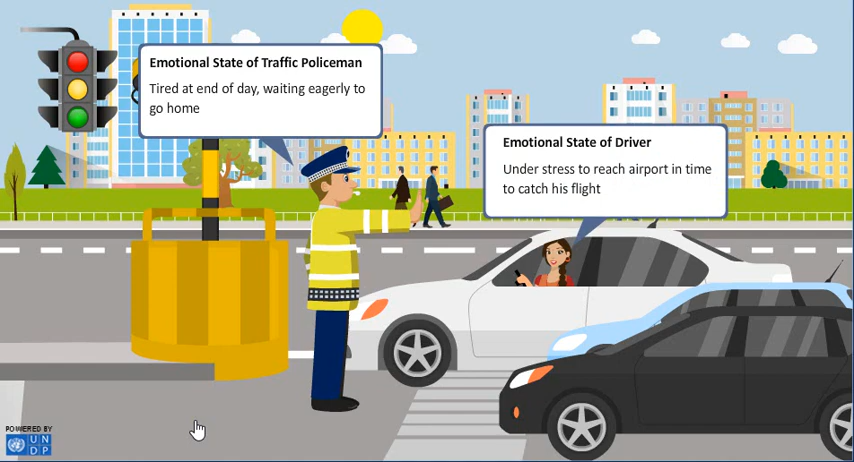 Emotional State of Traffic Policeman
Tired at end of day, waiting eagerly to
go home
Emotional State of Driver
Under stress to reach airport in time
to catch his flight
POWERED BY
U N
D P